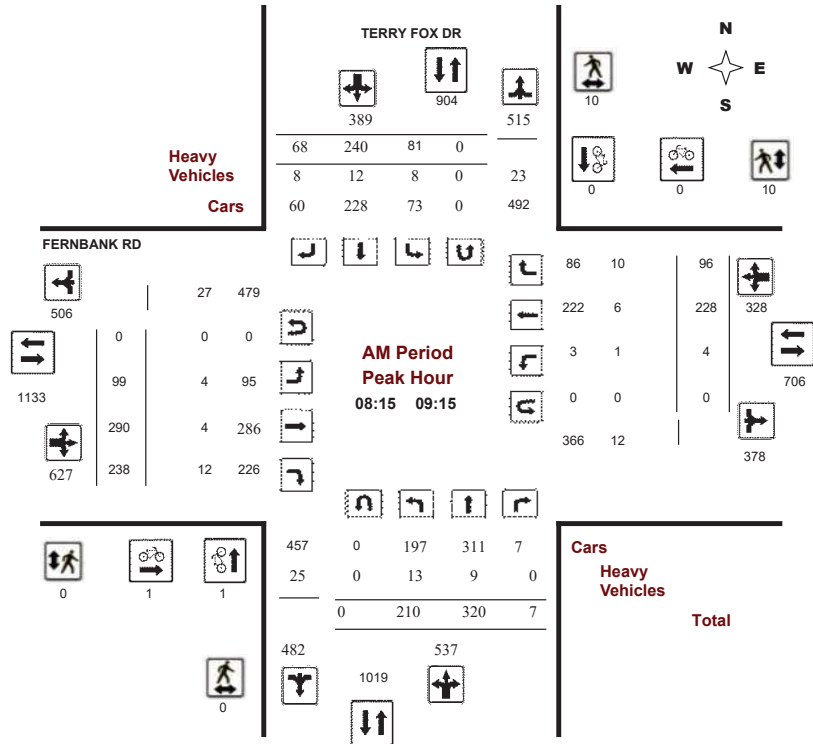 N
TERRY FOX DR
W E
S
904
10
389 515
68 240 81 0
Heavy
Vehicles
8 12 8 0 23
0 0 10
Cars
60 228 73 0 492
FERNBANK RD
86 10 96
506
27 479
328
222 6 228
0 0 0
AM Period
Peak Hour
3 1 4
706
1133
99 4 95
08:15 09:15
0 0 0
290 4 286
366 12
378
627
238 12 226
457 0 197 311 7
Cars
25 0 13 9 0
Heavy
Vehicles
0 1 1
0 210 320 7
Total
482 537
1019
0